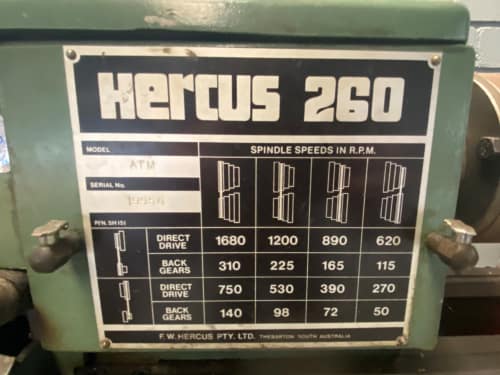 Hercus 260
MODEL SPINDLE SPEEDS IN R.P.M.
ATM
SERIAL No.
P/N. SH151
DIRECT DRIVE 1680 1200 890 620
BACK GEARS 310 225 165 115
DIRECT DRIVE 750 530 390 270
BACK GEARS 140 98 72 50
F. W. HERCUS PTY. LTD. THEBARTON SOUTH AUSTRALIA